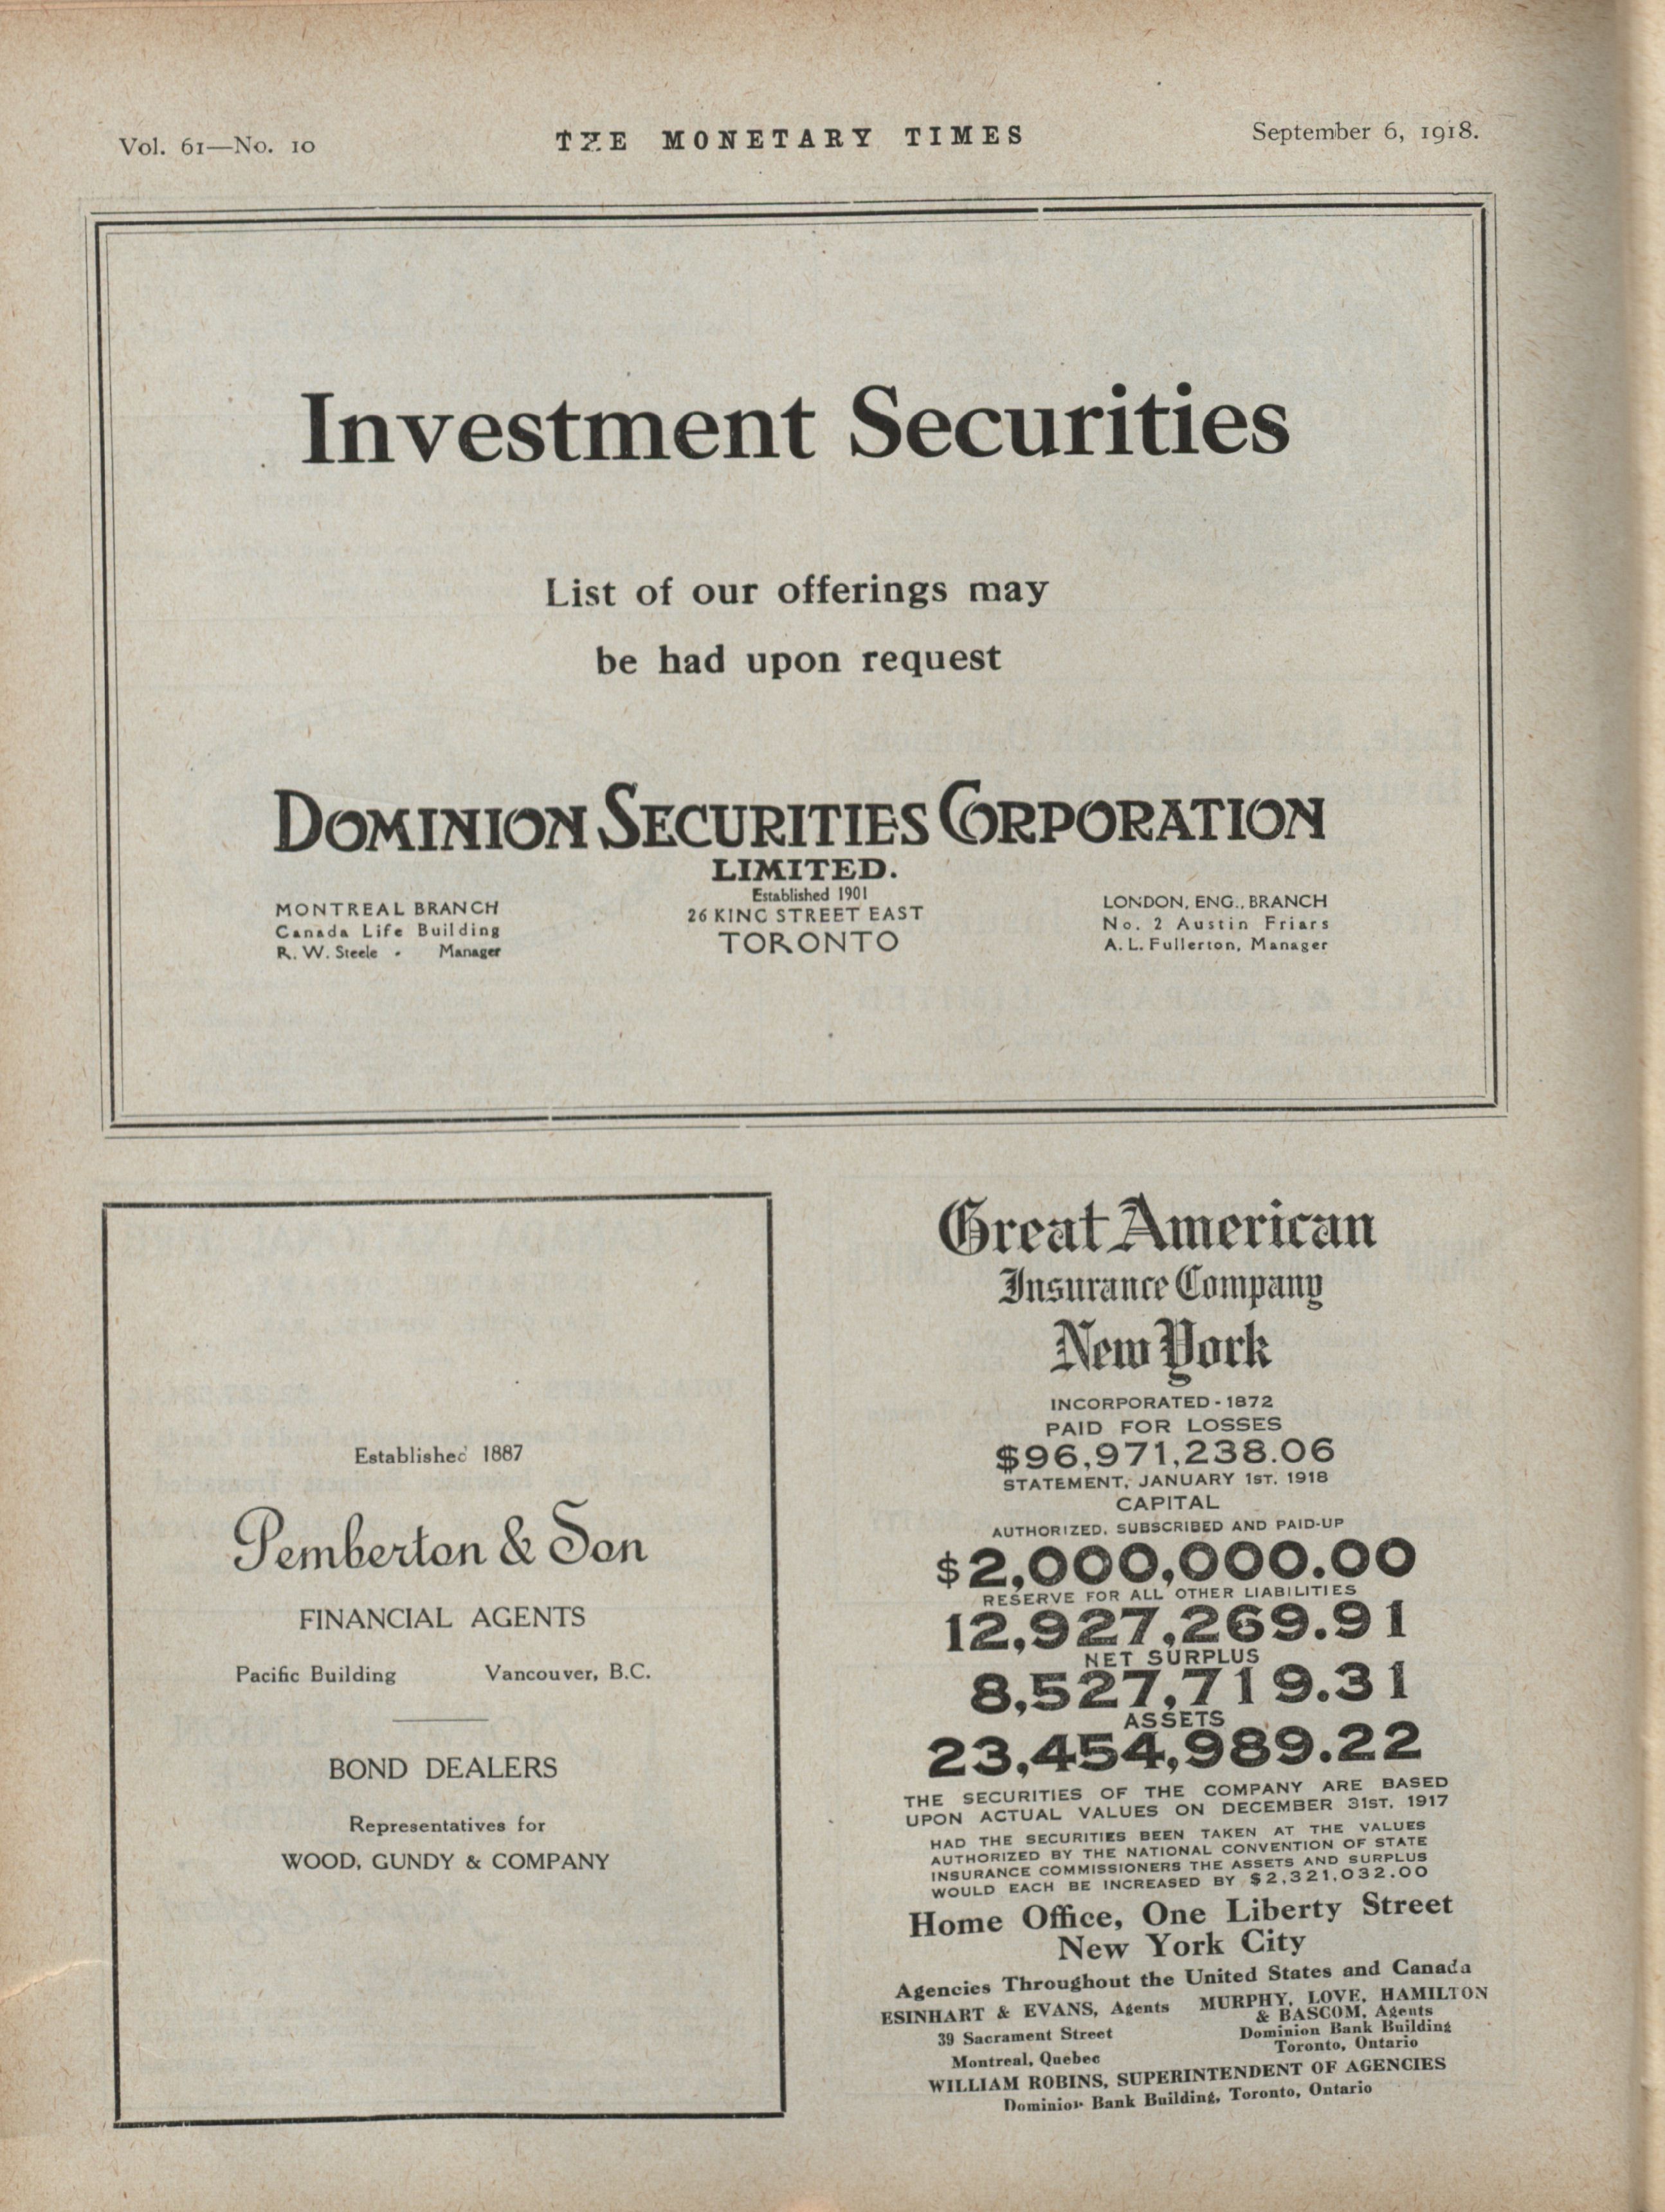 Vol. 61—No. 10 THE MONETARY TIMES September 6, 1918.
Investment Securities
List of our offerings may
be had upon request
DOMINION SECURITIES CORPORATION
LIMITED.
Established 1901
26 KING STREET EAST
TORONTO
MONTREAL BRANCH
Canada Life Building
R. W. Steele - Manager
LONDON, ENG., BRANCH
No. 2 Austin Friars
A. L. Fullerton, Manager
Established 1887
Pemberton & Son
FINANCIAL AGENTS
Pacific Building Vancouver, B.C.
BOND DEALERS
Representatives for
WOOD, GUNDY & COMPANY
Great American
Insurance Company
New York
INCORPORATED - 1872
PAID FOR LOSSES
$96,971,238.06
STATEMENT, JANUARY 1ST. 1918
CAPITAL
AUTHORIZED, SUBSCRIBED AND PAID-UP
$2,000,000.00
RESERVE FOR ALL OTHER LIABILITIES
12,927,269.91
NET SURPLUS
8,527,719.31
ASSETS
23,454,989.22
THE SECURITIES OF THE COMPANY ARE BASED
UPON ACTUAL VALUES ON DECEMBER 31ST. 1917
HAD THE SECURITIES BEEN TAKEN AT THE VALUES
AUTHORIZED BY THE NATIONAL CONVENTION OF STATE
INSURANCE COMMISSIONERS THE ASSETS AND SURPLUS
WOULD EACH BE INCREASED BY $2,321,032.00
Home Office, One Liberty Street
New York City
Agencies Throughout the United States and Canada
ESINHART & EVANS, Agents
39 Sacrament Street
Montreal, Quebec
MURPHY, LOVE, HAMILTON
& BASCOM, Agents
Dominion Bank Building
Toronto, Ontario
WILLIAM ROBINS, SUPERINTENDENT OF AGENCIES
Dominion Bank Building, Toronto, Ontario